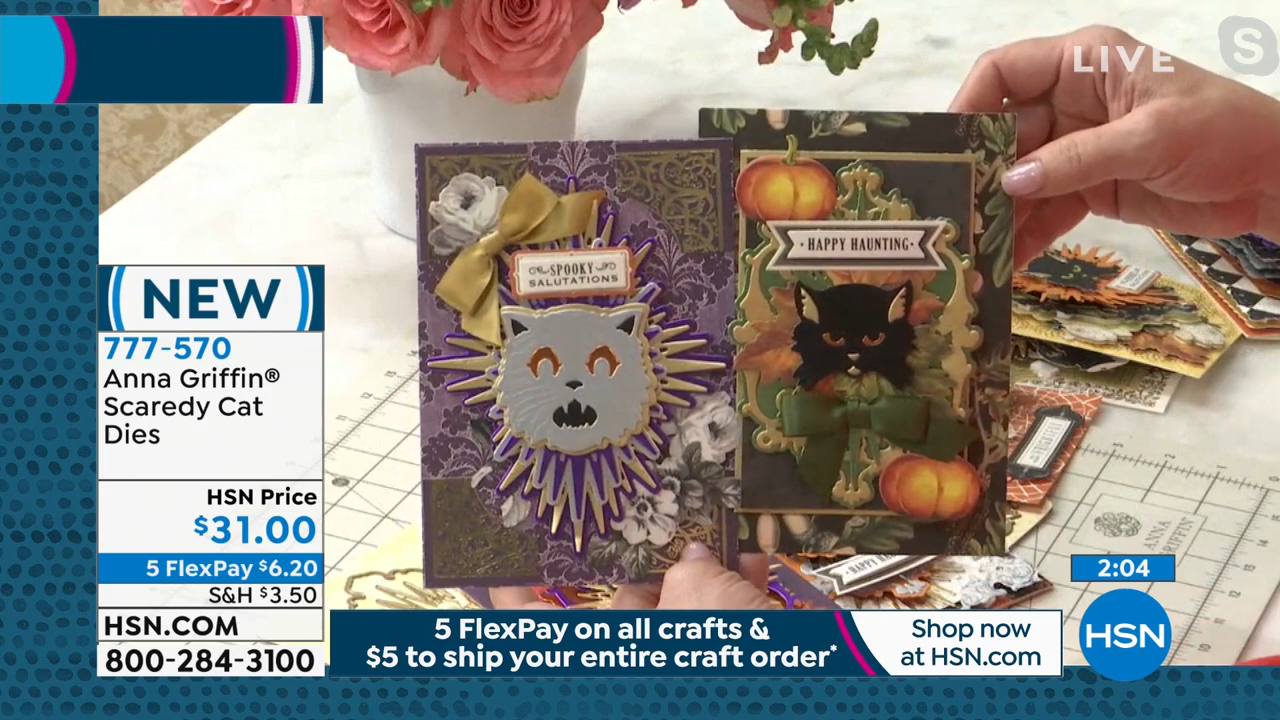 LIVE
S
NEW
777-570
Anna Griffin®
Scaredy Cat
Dies
HSN Price
$31.00
5 FlexPay $6.20
S&H $3.50
HSN.COM
800-284-3100
SPOOKY
SALUTATIONS
· HAPPY HAUNTING ·
ANNA
GRIFFIN
2:04
HSN
5 FlexPay on all crafts &
$5 to ship your entire craft order*
Shop now
at HSN.com